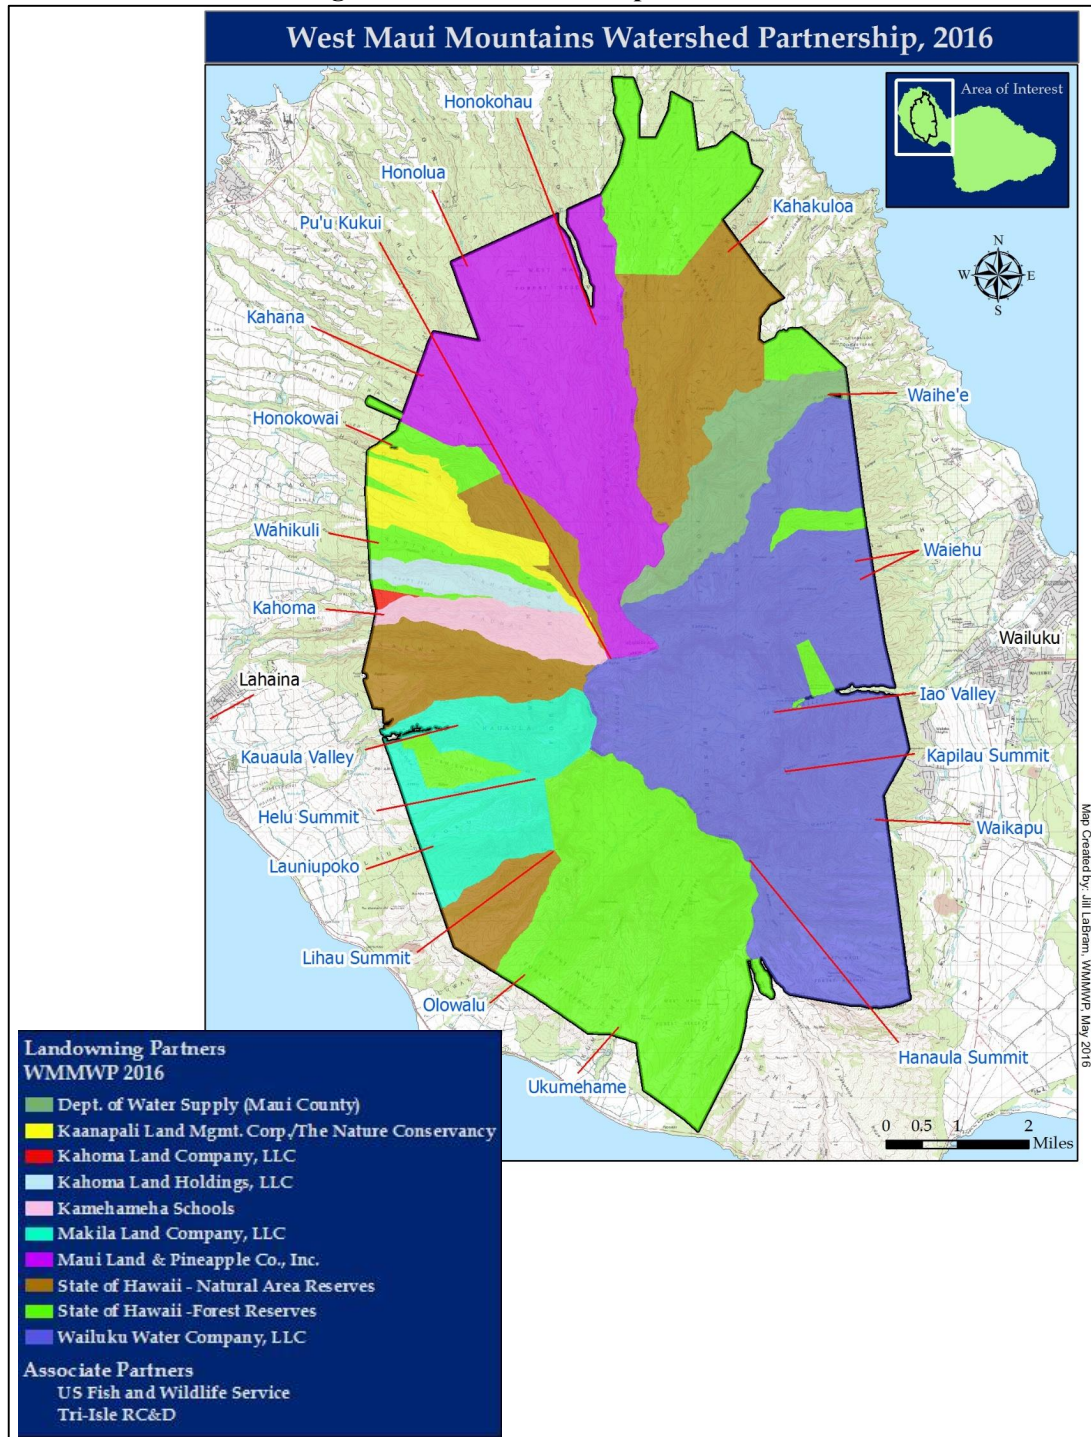 West Maui Mountains Watershed Partnership, 2016
Area of Interest
Honokohau
Honolua
Pu'u Kukui
Kahakuloa
N
W
E
S
Kahana
Honokowai
Waihe'e
Wahikuli
Waiehu
Kahoma
Wailuku
Lahaina
Iao Valley
Kauaula Valley
Kapilau Summit
Helu Summit
Waikapu
Launiupoko
Lihau Summit
Olowalu
Hanaula Summit
Ukumehame
Map Created by: Jill LaBram, WMMWP, May 2016
0 0.5 1 2
Miles
Landowning Partners
WMMWP 2016
Dept. of Water Supply (Maui County)
Kaanapali Land Mgmt. Corp./The Nature Conservancy
Kahoma Land Company, LLC
Kahoma Land Holdings, LLC
Kamehameha Schools
Makila Land Company, LLC
Maui Land & Pineapple Co., Inc.
State of Hawaii - Natural Area Reserves
State of Hawaii -Forest Reserves
Wailuku Water Company, LLC
Associate Partners
US Fish and Wildlife Service
Tri-Isle RC&D